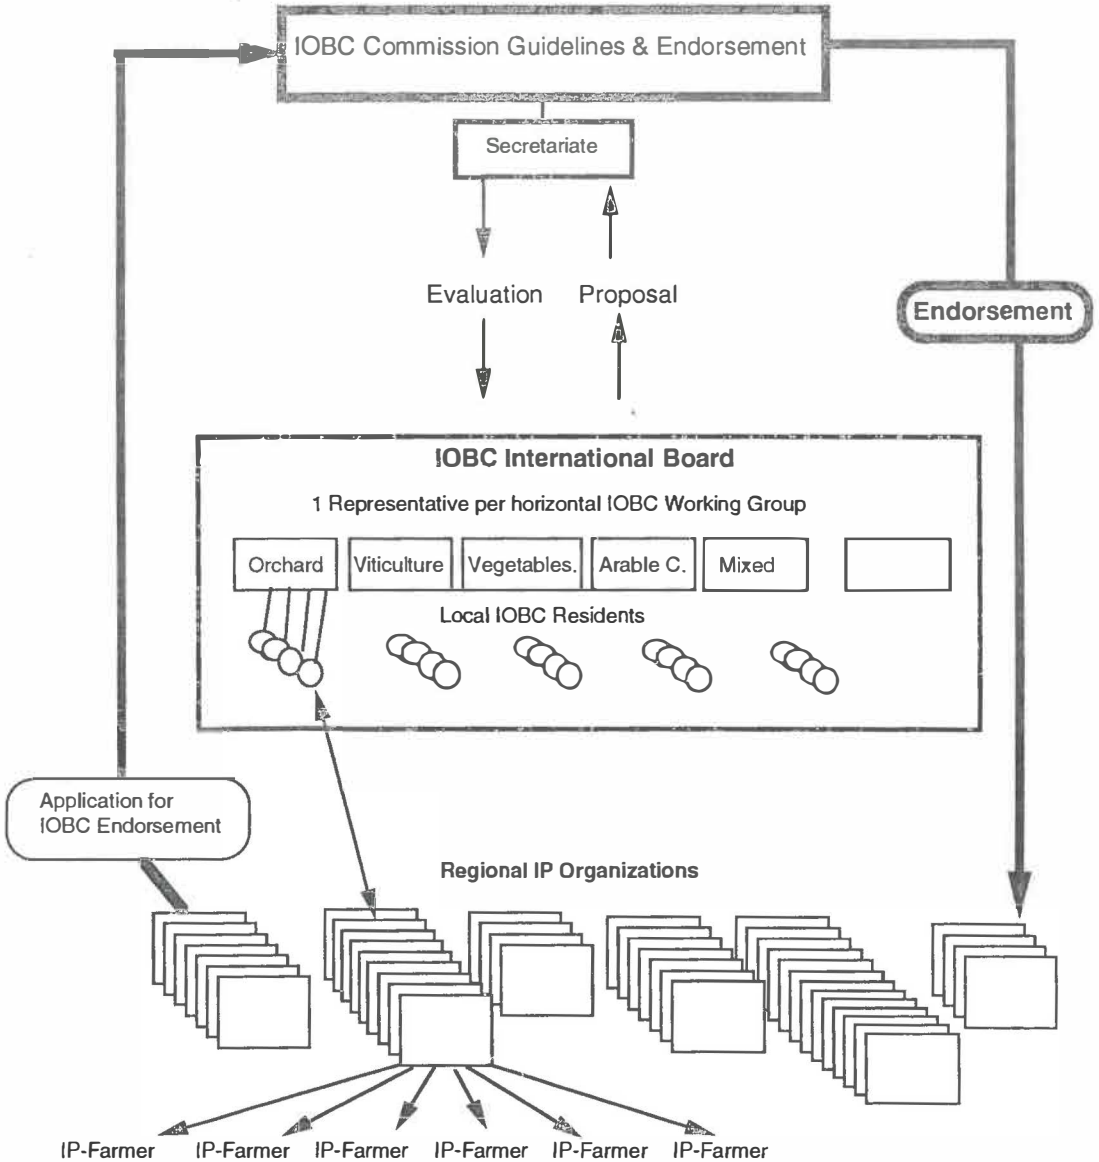 IOBC Commission Guidelines & Endorsement
Secretariate
Evaluation Proposal
Endorsement
IOBC International Board
1 Representative per horizontal IOBC Working Group
Orchard Viticulture Vegetables. Arable C. Mixed
Local IOBC Residents
Application for
IOBC Endorsement
Regional IP Organizations
IP-Farmer IP-Farmer IP-Farmer IP-Farmer IP-Farmer IP-Farmer